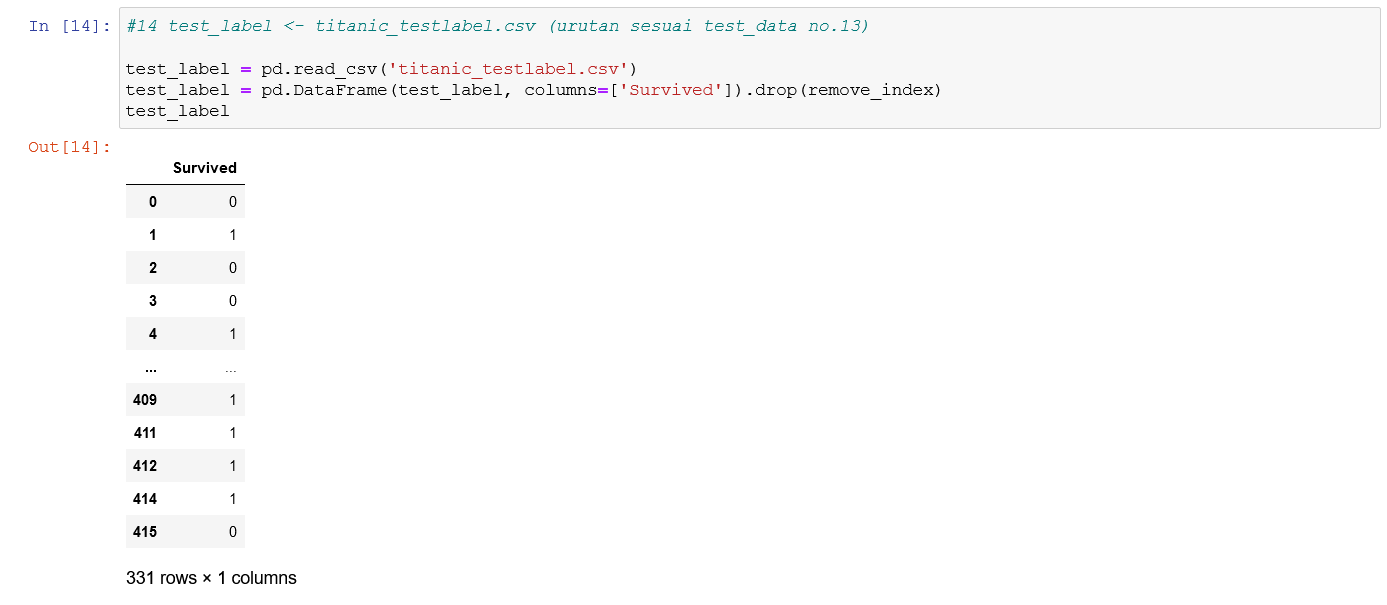 In [14]: #14 test_label <- titanic_testlabel.csv (urutan sesuai test_data no.13)
test_label = pd.read_csv('titanic_testlabel.csv')
test_label = pd.DataFrame(test_label, columns=['Survived']).drop(remove_index)
test_label
Out[14]:
Survived
0 0
1 1
2 0
3 0
4 1
... ...
409 1
411 1
412 1
414 1
415 0
331 rows × 1 columns